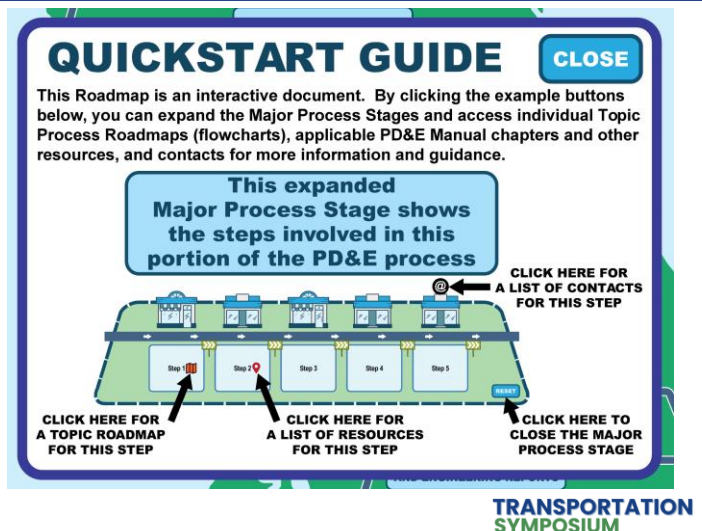 QUICKSTART GUIDE
CLOSE
This Roadmap is an interactive document.  By clicking the example buttons
below, you can expand the Major Process Stages and access individual Topic
Process Roadmaps (flowcharts), applicable PD&E Manual chapters and other
resources, and contacts for more information and guidance.
This expanded
Major Process Stage shows
the steps involved in this
portion of the PD&E process
@
CLICK HERE FOR
A LIST OF CONTACTS
FOR THIS STEP
Step 1
Step 2
Step 3
Step 4
Step 5
RESET
CLICK HERE FOR
A TOPIC ROADMAP
FOR THIS STEP
CLICK HERE FOR
A LIST OF RESOURCES
FOR THIS STEP
CLICK HERE TO
CLOSE THE MAJOR
PROCESS STAGE
AND ENGINEERING REPORTS
TRANSPORTATION
SYMPOSIUM